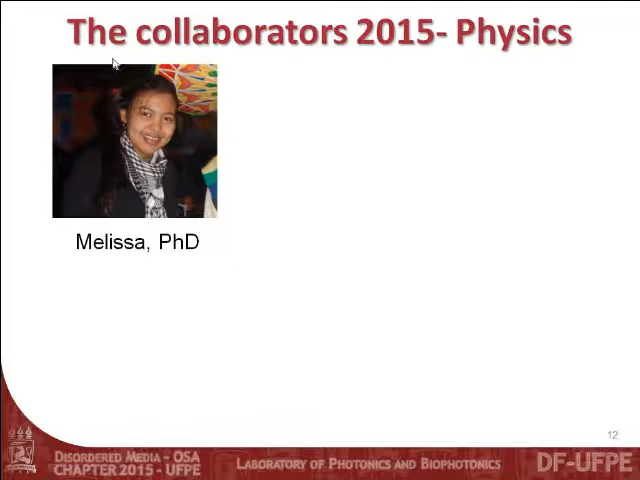 The collaborators 2015- Physics
Melissa, PhD
12
DISORDERED MEDIA - OSA
CHAPTER 2015 - UFPE
LABORATORY OF PHOTONICS AND BIOPHOTONICS
DF-UFPE